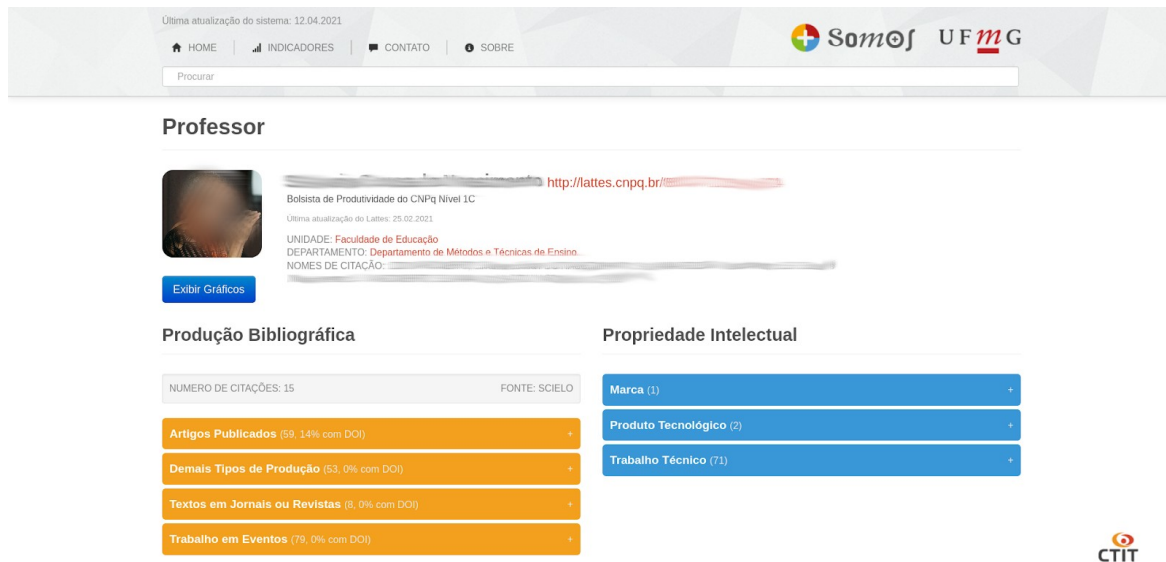 Última atualização do sistema: 12.04.2021
HOME INDICADORES CONTATO SOBRE
Somos UFMG
Procurar
Professor
http://lattes.cnpq.br/
Bolsista de Produtividade do CNPq Nível 1C
Última atualização do Lattes: 25.02.2021
UNIDADE: Faculdade de Educação
DEPARTAMENTO: Departamento de Métodos e Técnicas de Ensino
NOMES DE CITAÇÃO:
Exibir Gráficos
Produção Bibliográfica
NUMERO DE CITAÇÕES: 15 FONTE: SCIELO
Artigos Publicados (59, 14% com DOI) +
Demais Tipos de Produção (53, 0% com DOI) +
Textos em Jornais ou Revistas (8, 0% com DOI) +
Trabalho em Eventos (79, 0% com DOI) +
Propriedade Intelectual
Marca (1) +
Produto Tecnológico (2) +
Trabalho Técnico (71) +
CTIT